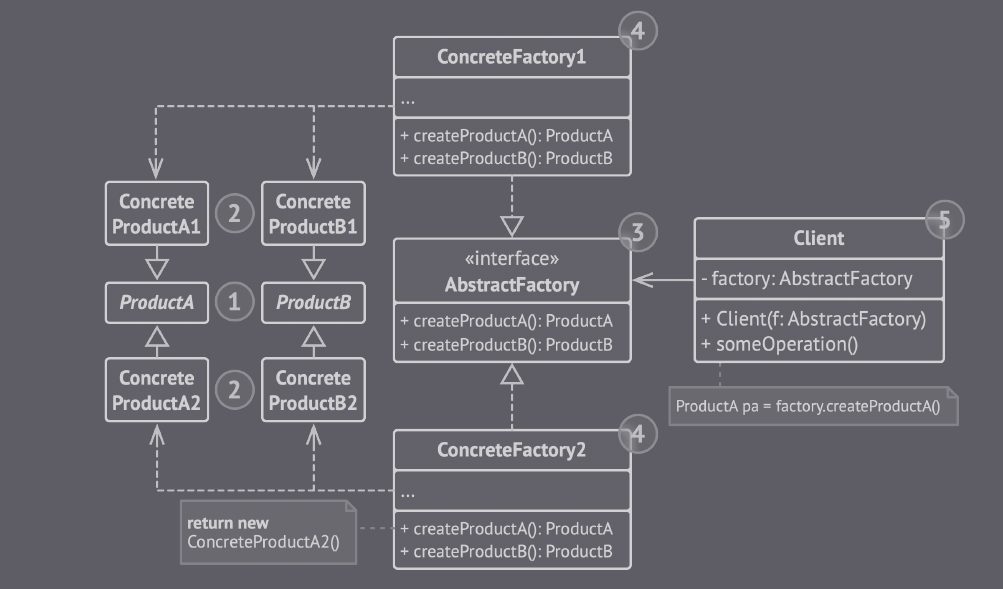 4
ConcreteFactory1
...
+ createProductA(): ProductA
+ createProductB(): ProductB
Concrete
ProductA1
2
Concrete
ProductB1
ProductA
1
ProductB
Concrete
ProductA2
2
Concrete
ProductB2
3
«interface»
AbstractFactory
+ createProductA(): ProductA
+ createProductB(): ProductB
5
Client
- factory: AbstractFactory
+ Client(f: AbstractFactory)
+ someOperation()
ProductA pa = factory.createProductA()
4
ConcreteFactory2
...
+ createProductA(): ProductA
+ createProductB(): ProductB
return new
ConcreteProductA2()